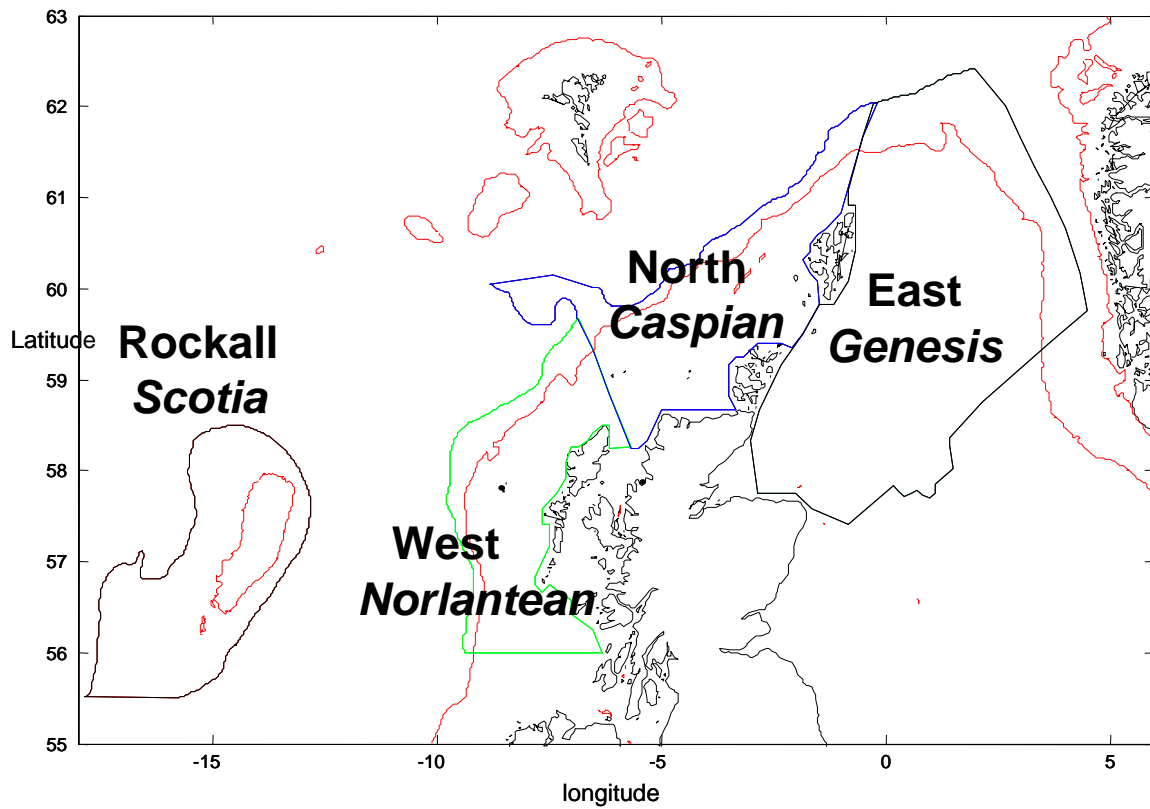 63
62
61
60
59
58
57
56
55
Latitude
North
Caspian
East
Genesis
Rockall
Scotia
West
Norlantean
-15
-10
-5
0
5
longitude